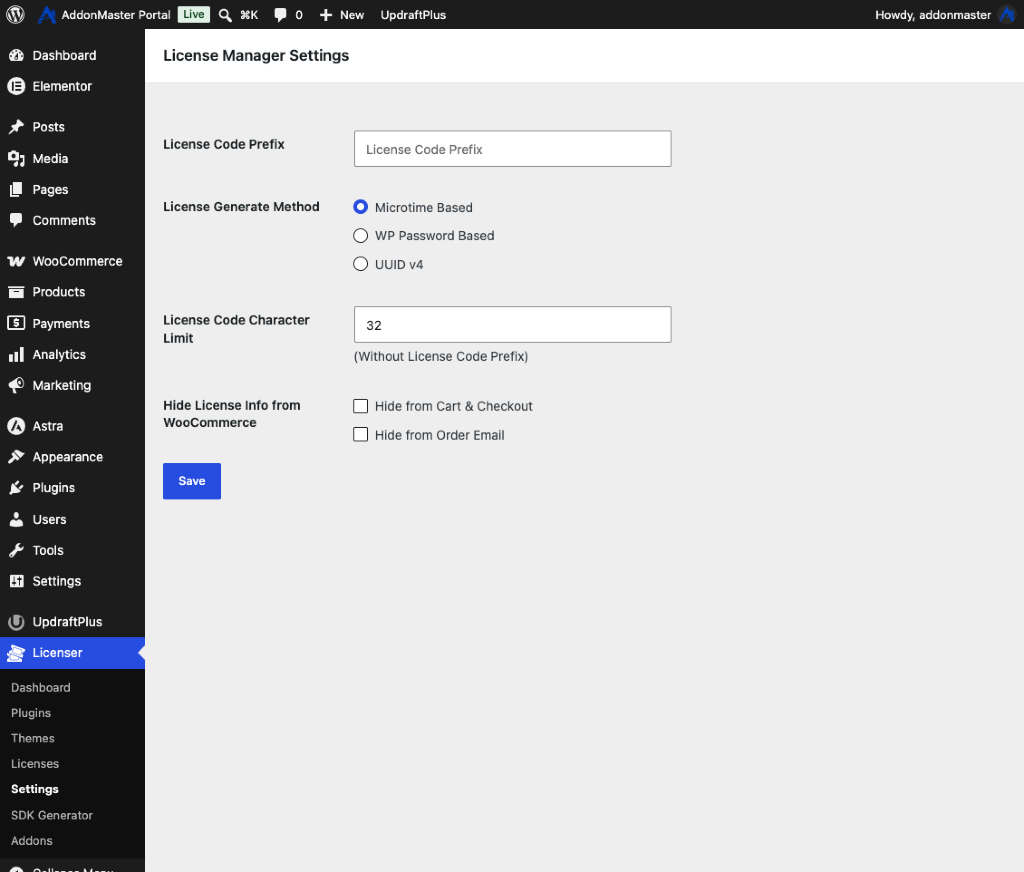 AddonMaster Portal Live ⌘K 0 + New UpdraftPlus Howdy, addonmaster
Dashboard
Elementor
Posts
Media
Pages
Comments
WooCommerce
Products
Payments
Analytics
Marketing
Astra
Appearance
Plugins
Users
Tools
Settings
UpdraftPlus
Licenser
Dashboard
Plugins
Themes
Licenses
Settings
SDK Generator
Addons
Collapse Menu
License Manager Settings
License Code Prefix
License Code Prefix
License Generate Method
Microtime Based
WP Password Based
UUID v4
License Code Character
Limit
32
(Without License Code Prefix)
Hide License Info from
WooCommerce
Hide from Cart & Checkout
Hide from Order Email
Save